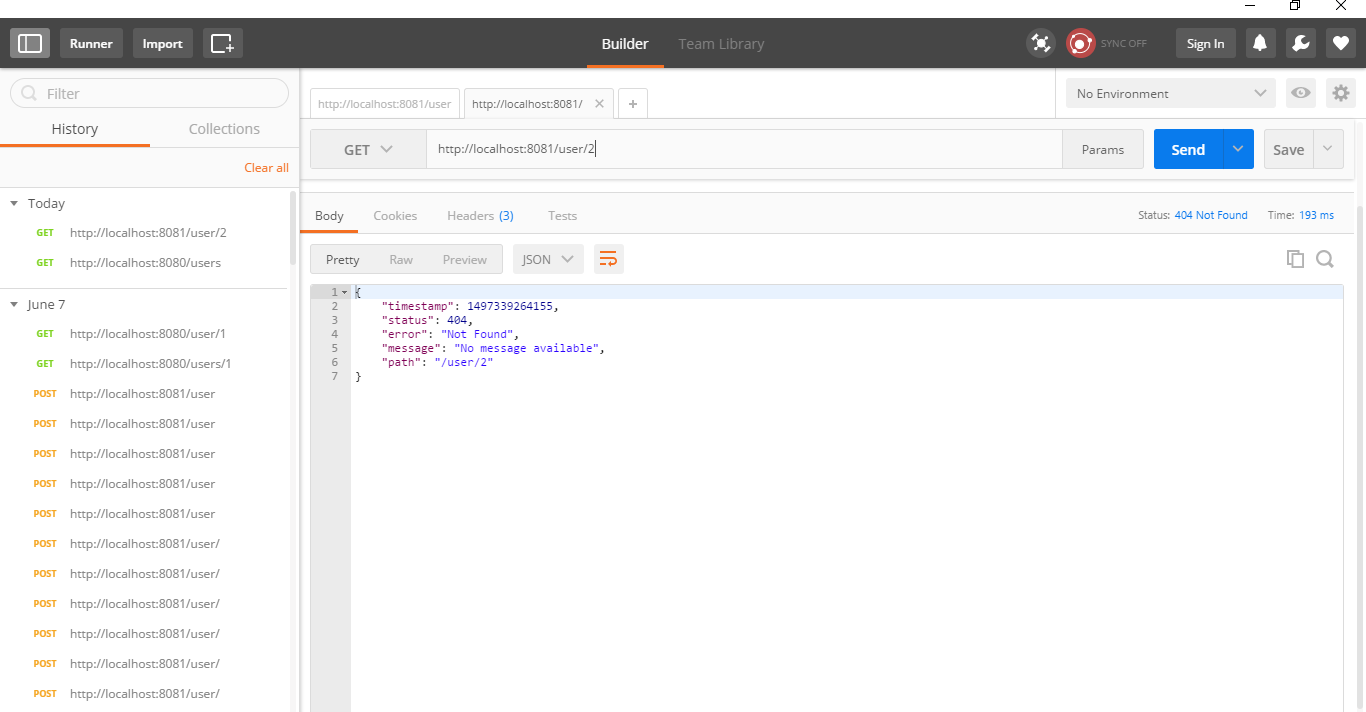 Runner
Import
Builder
Team Library
SYNC OFF
Sign In
Filter
History
Collections
Clear all
Today
GET http://localhost:8081/user/2
GET http://localhost:8080/users
June 7
GET http://localhost:8080/user/1
GET http://localhost:8080/users/1
POST http://localhost:8081/user
POST http://localhost:8081/user
POST http://localhost:8081/user
POST http://localhost:8081/user
POST http://localhost:8081/user
POST http://localhost:8081/user/
POST http://localhost:8081/user/
POST http://localhost:8081/user/
POST http://localhost:8081/user/
POST http://localhost:8081/user/
POST http://localhost:8081/user/
http://localhost:8081/user
http://localhost:8081/
No Environment
GET
http://localhost:8081/user/2
Params
Send
Save
Body
Cookies
Headers (3)
Tests
Status: 404 Not Found
Time: 193 ms
Pretty
Raw
Preview
JSON
1 {
2 "timestamp": 1497339264155,
3 "status": 404,
4 "error": "Not Found",
5 "message": "No message available",
6 "path": "/user/2"
7 }